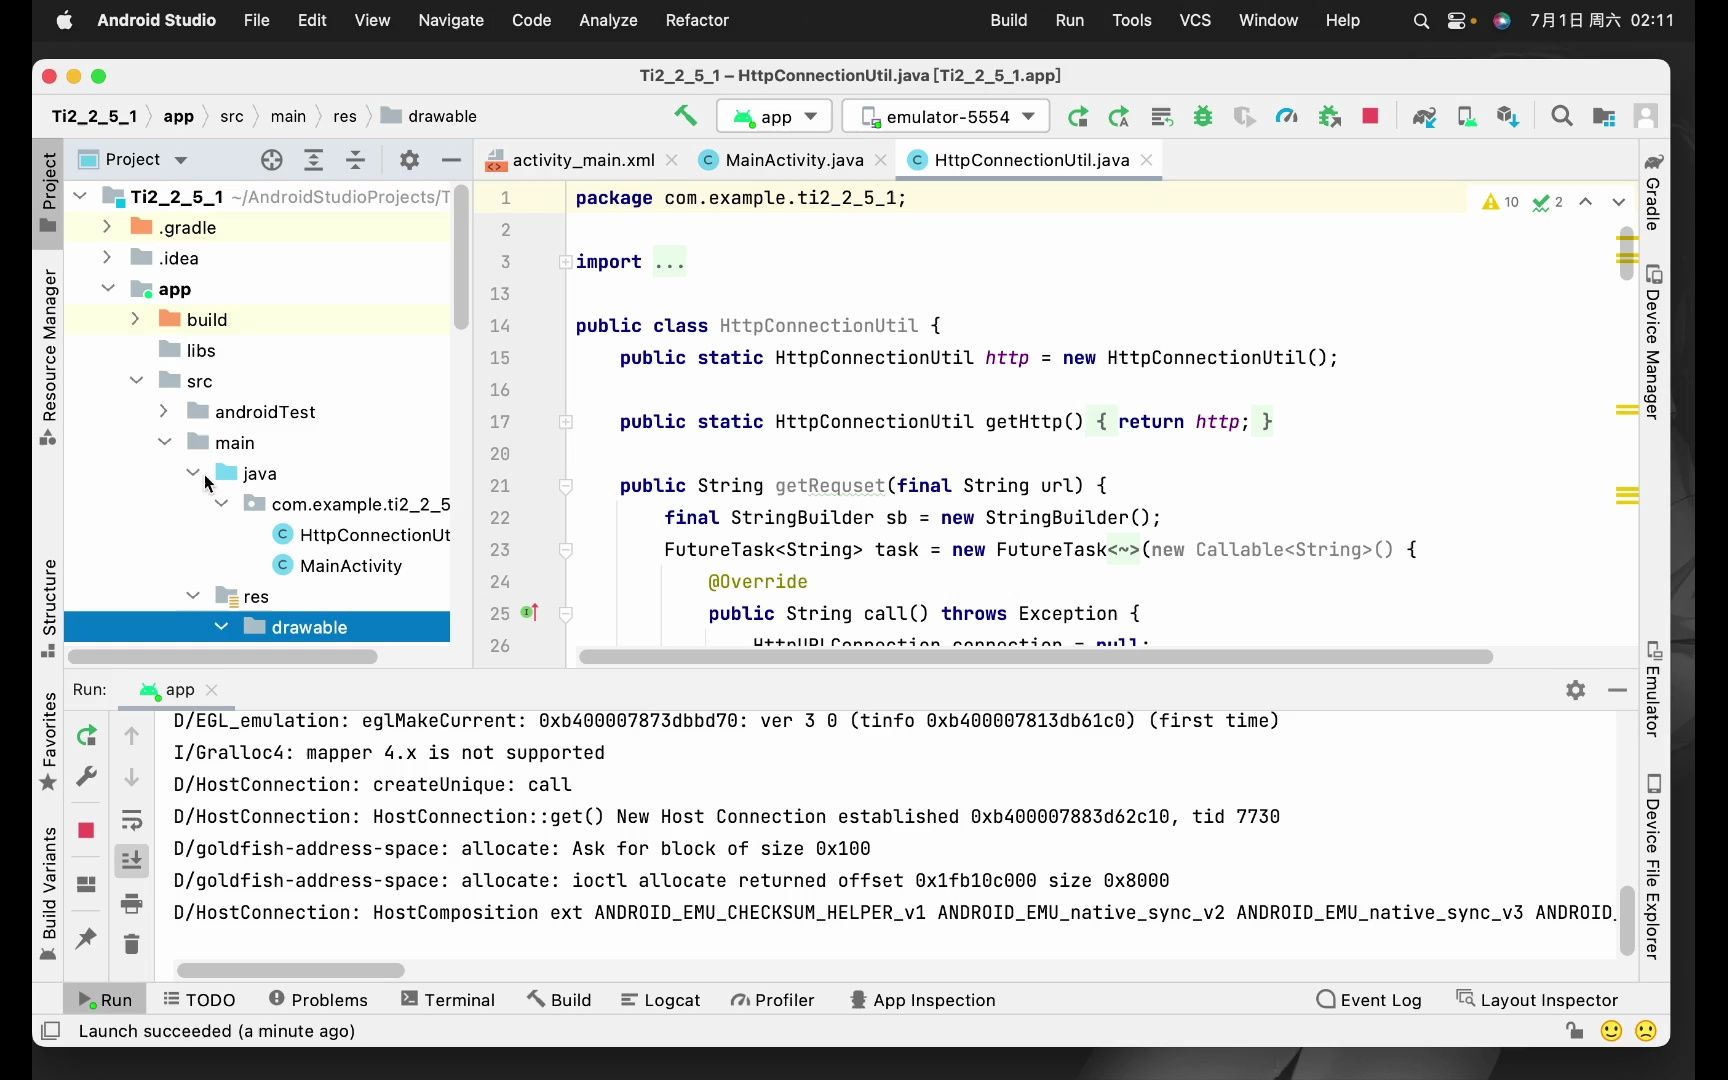 Android Studio File Edit View Navigate Code Analyze Refactor Build Run Tools VCS Window Help 7月1日 周六 02:11
Ti2_2_5_1 – HttpConnectionUtil.java [Ti2_2_5_1.app]
Ti2_2_5_1 app src main res drawable app emulator-5554
Project
activity_main.xml MainActivity.java HttpConnectionUtil.java
Project
Resource Manager
Structure
Favorites
Build Variants
Ti2_2_5_1 ~/AndroidStudioProjects/T
.gradle
.idea
app
build
libs
src
androidTest
main
java
com.example.ti2_2_5
HttpConnectionUt
MainActivity
res
drawable
1 package com.example.ti2_2_5_1;
2
3 import ...
13
14 public class HttpConnectionUtil {
15 public static HttpConnectionUtil http = new HttpConnectionUtil();
16
17 public static HttpConnectionUtil getHttp() { return http; }
20
21 public String getRequset(final String url) {
22 final StringBuilder sb = new StringBuilder();
23 FutureTask<String> task = new FutureTask<~>(new Callable<String>() {
24 @Override
25 public String call() throws Exception {
26 HttpURLConnection connection = null;
10 2
Gradle
Device Manager
Emulator
Device File Explorer
Run: app
D/EGL_emulation: eglMakeCurrent: 0xb400007873dbbd70: ver 3 0 (tinfo 0xb400007813db61c0) (first time)
I/Gralloc4: mapper 4.x is not supported
D/HostConnection: createUnique: call
D/HostConnection: HostConnection::get() New Host Connection established 0xb400007883d62c10, tid 7730
D/goldfish-address-space: allocate: Ask for block of size 0x100
D/goldfish-address-space: allocate: ioctl allocate returned offset 0x1fb10c000 size 0x8000
D/HostConnection: HostComposition ext ANDROID_EMU_CHECKSUM_HELPER_v1 ANDROID_EMU_native_sync_v2 ANDROID_EMU_native_sync_v3 ANDROID_
Run TODO Problems Terminal Build Logcat Profiler App Inspection Event Log Layout Inspector
Launch succeeded (a minute ago)